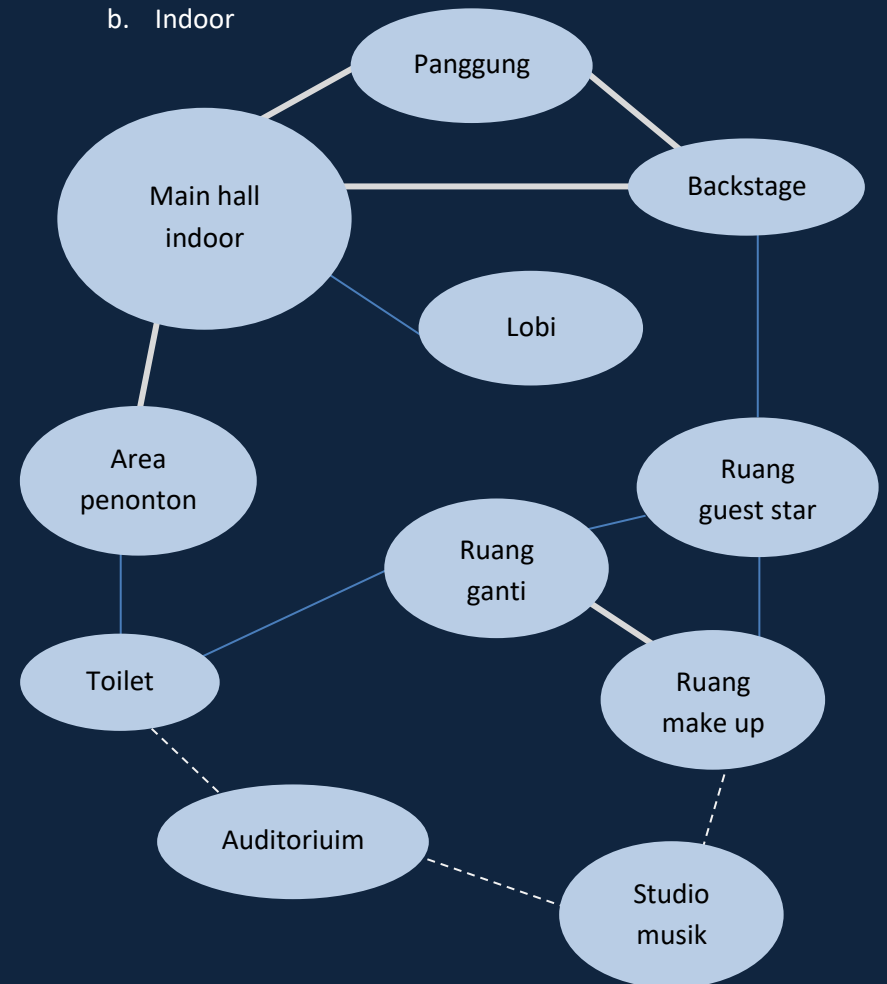 b. Indoor
Panggung
Main hall
indoor
Backstage
Lobi
Area
penonton
Ruang
guest star
Ruang
ganti
Toilet
Ruang
make up
Auditoriuim
Studio
musik